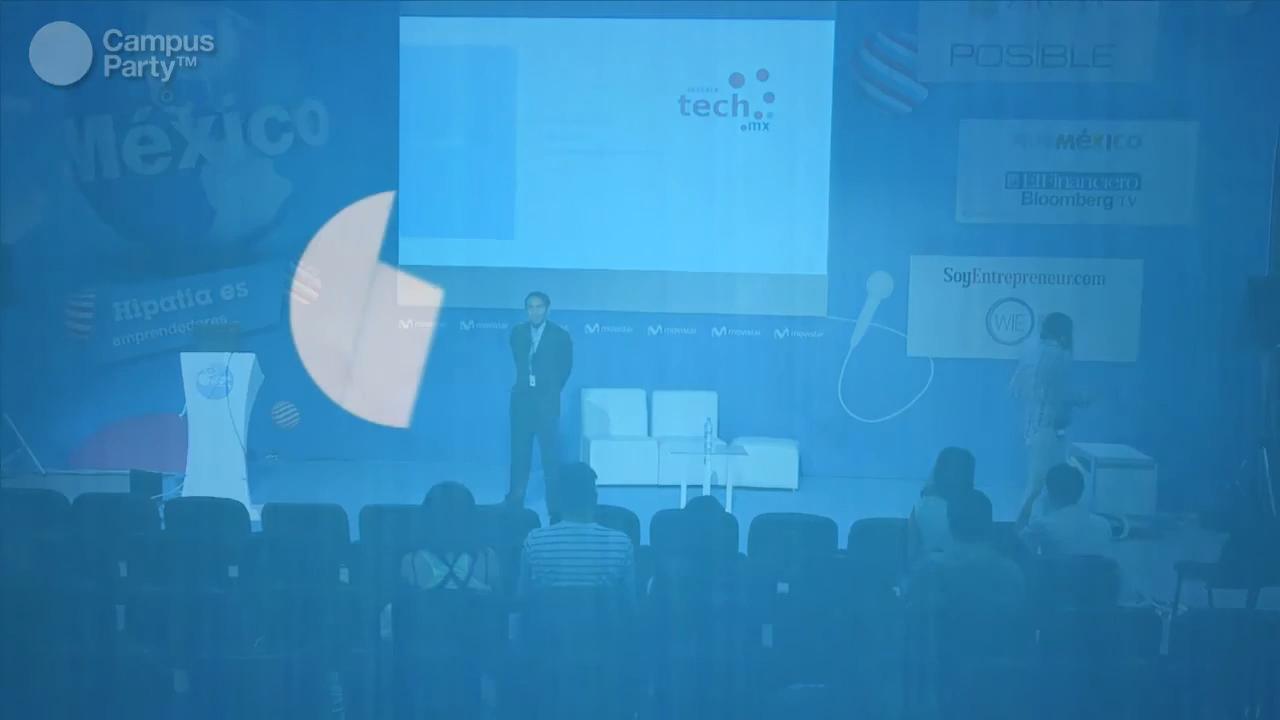 Campus
Party™
México
Hipatia es
emprendedores
tech
.mx
POSIBLE
MÉXICO
El Financiero
Bloomberg TV
SoyEntrepreneur.com
WIE
movistar movistar movistar movistar movistar movistar